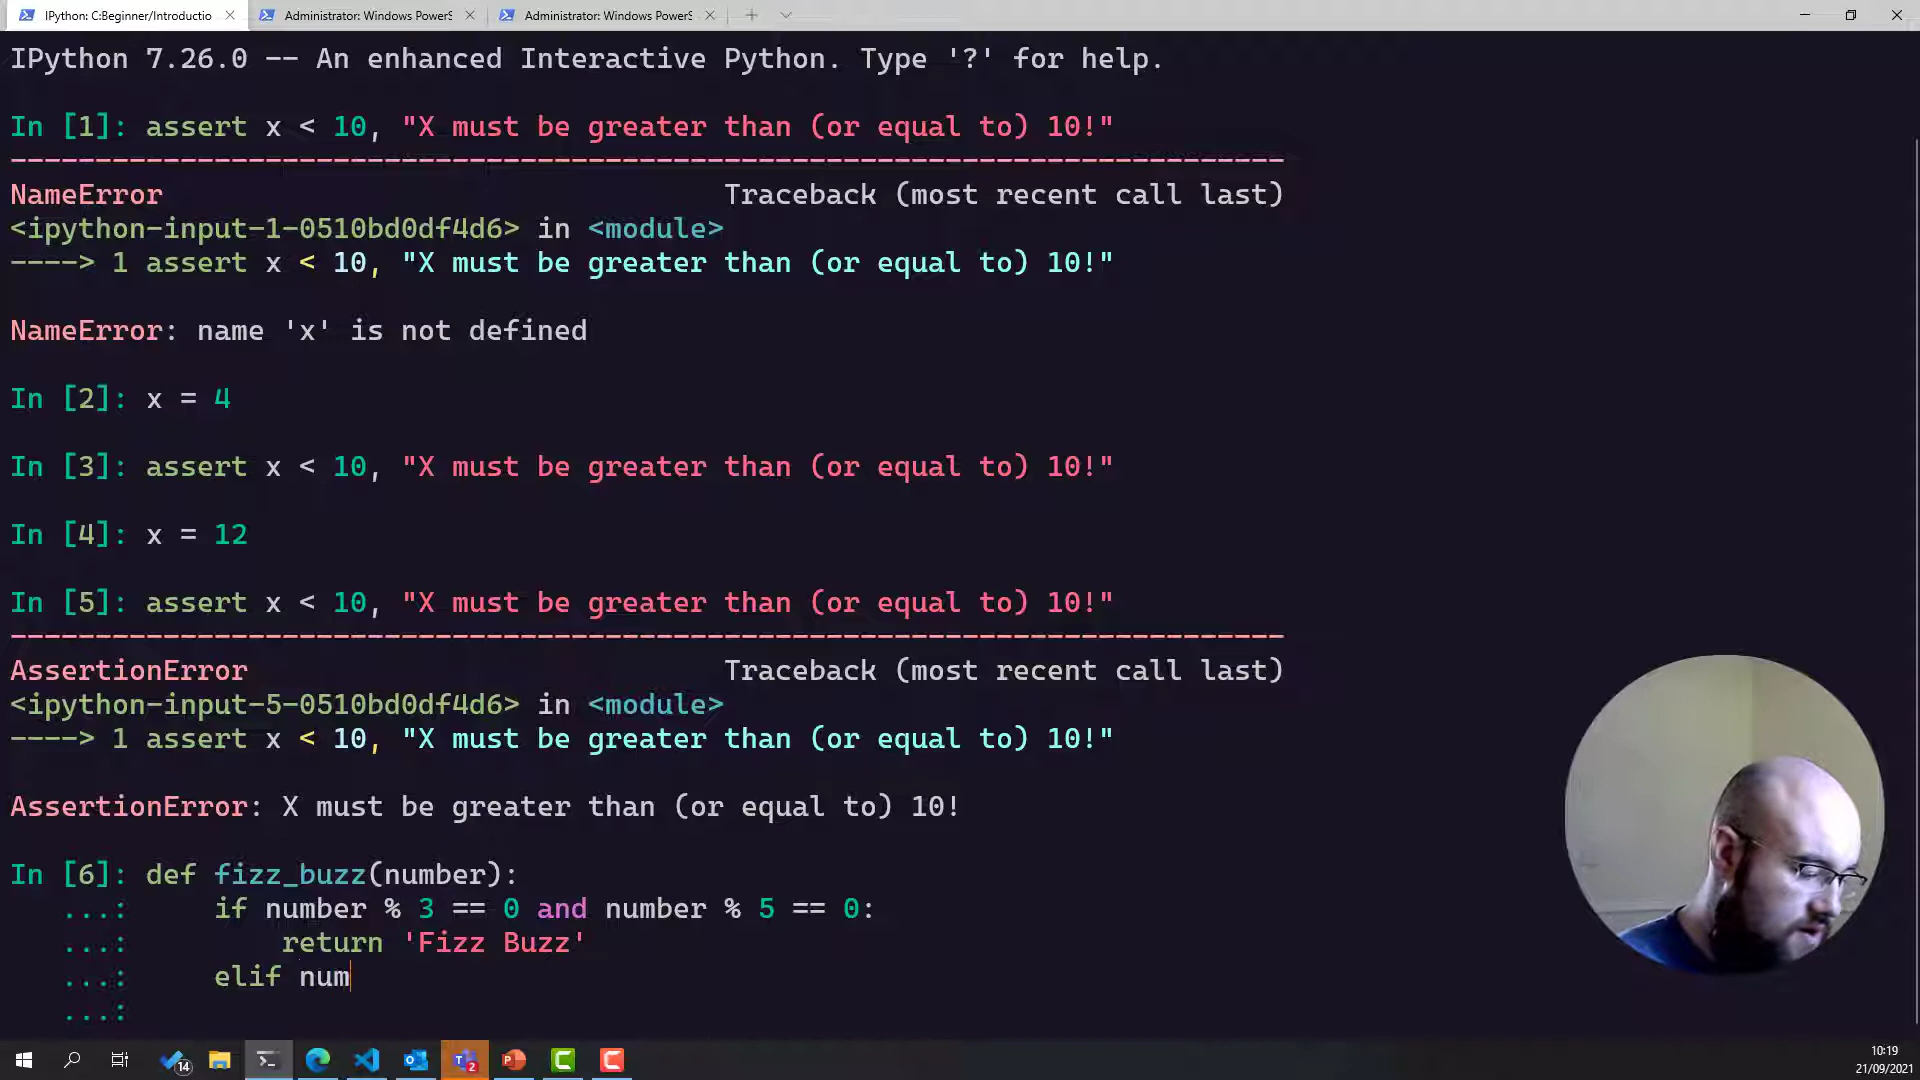 IPython: C:Beginner/Introductio
Administrator: Windows PowerS
Administrator: Windows PowerS
IPython 7.26.0 -- An enhanced Interactive Python. Type '?' for help.
In [1]: assert x < 10, "X must be greater than (or equal to) 10!"
---------------------------------------------------------------------------
NameError                                 Traceback (most recent call last)
<ipython-input-1-0510bd0df4d6> in <module>
----> 1 assert x < 10, "X must be greater than (or equal to) 10!"
NameError: name 'x' is not defined
In [2]: x = 4
In [3]: assert x < 10, "X must be greater than (or equal to) 10!"
In [4]: x = 12
In [5]: assert x < 10, "X must be greater than (or equal to) 10!"
---------------------------------------------------------------------------
AssertionError                            Traceback (most recent call last)
<ipython-input-5-0510bd0df4d6> in <module>
----> 1 assert x < 10, "X must be greater than (or equal to) 10!"
AssertionError: X must be greater than (or equal to) 10!
In [6]: def fizz_buzz(number):
   ...:     if number % 3 == 0 and number % 5 == 0:
   ...:         return 'Fizz Buzz'
   ...:     elif num
   ...:
14
2
10:19
21/09/2021